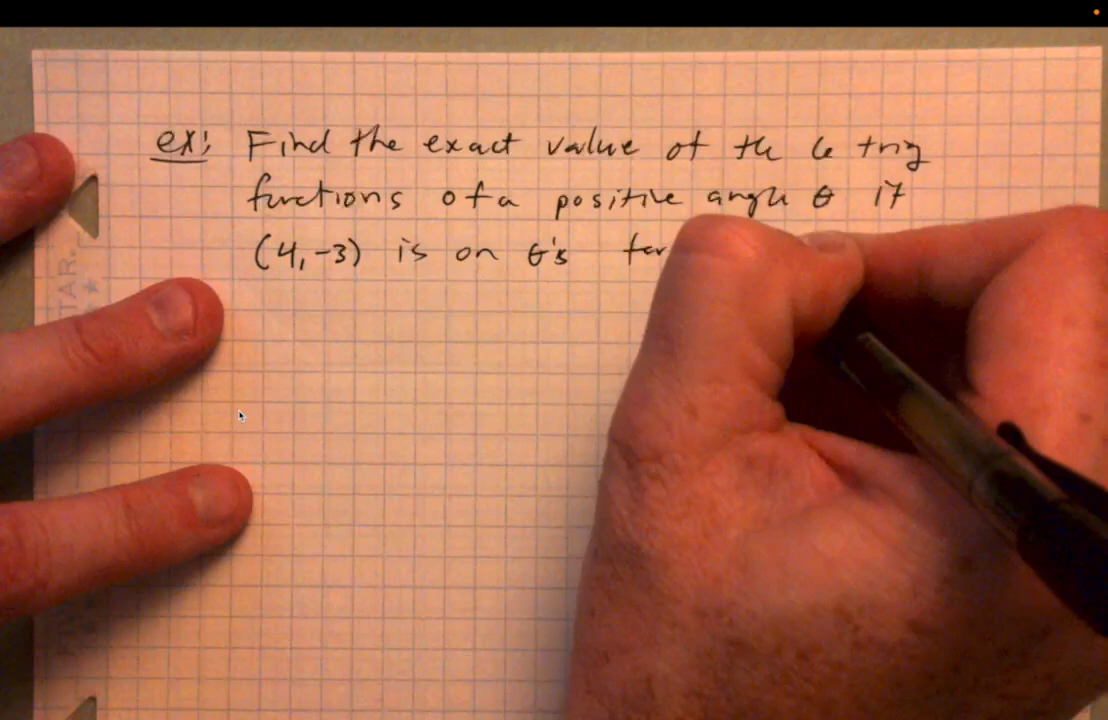 ex: Find the exact value of the 6 trig
functions of a positive angle θ if
(4,-3) is on θ's ter
TAR.